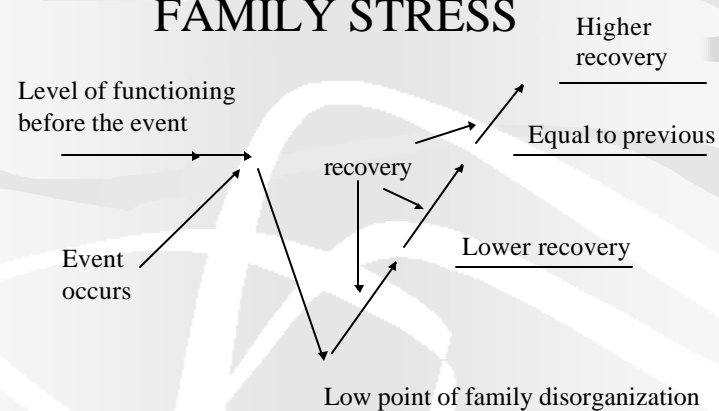 FAMILY STRESS
Higher
recovery
Level of functioning
before the event
Equal to previous
recovery
Event
occurs
Lower recovery
Low point of family disorganization